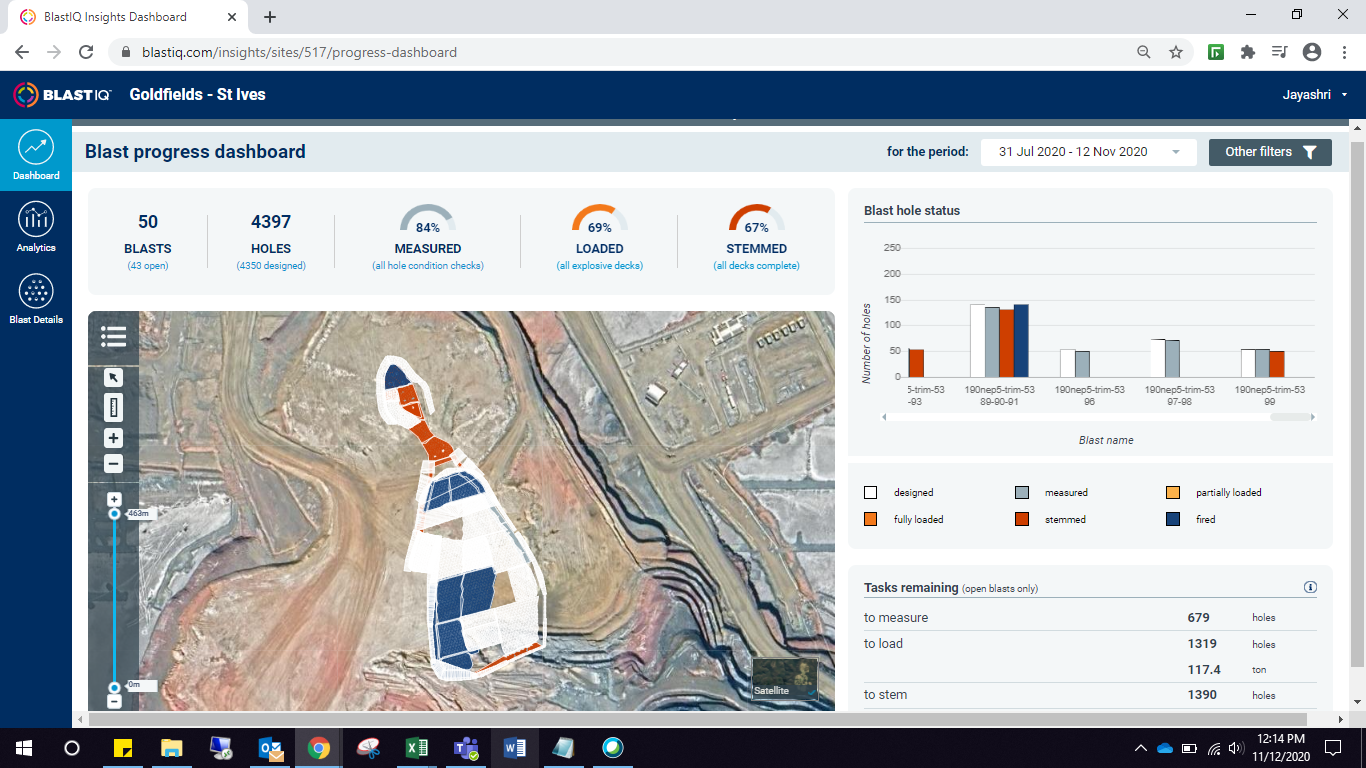 BlastIQ Insights Dashboard
blastiq.com/insights/sites/517/progress-dashboard
BLASTIQ™ Goldfields - St Ives
Jayashri
Dashboard
Analytics
Blast Details
Blast progress dashboard
for the period:
31 Jul 2020 - 12 Nov 2020
Other filters
50
BLASTS
(43 open)
4397
HOLES
(4350 designed)
84%
MEASURED
(all hole condition checks)
69%
LOADED
(all explosive decks)
67%
STEMMED
(all decks complete)
463m
0m
Satellite
Blast hole status
Number of holes
250
200
150
100
50
0
5-trim-53
-93
190nep5-trim-53
89-90-91
190nep5-trim-53
96
190nep5-trim-53
97-98
190nep5-trim-53
99
Blast name
designed
measured
partially loaded
fully loaded
stemmed
fired
Tasks remaining (open blasts only)
to measure 679 holes
to load 1319 holes
117.4 ton
to stem 1390 holes
12:14 PM
11/12/2020